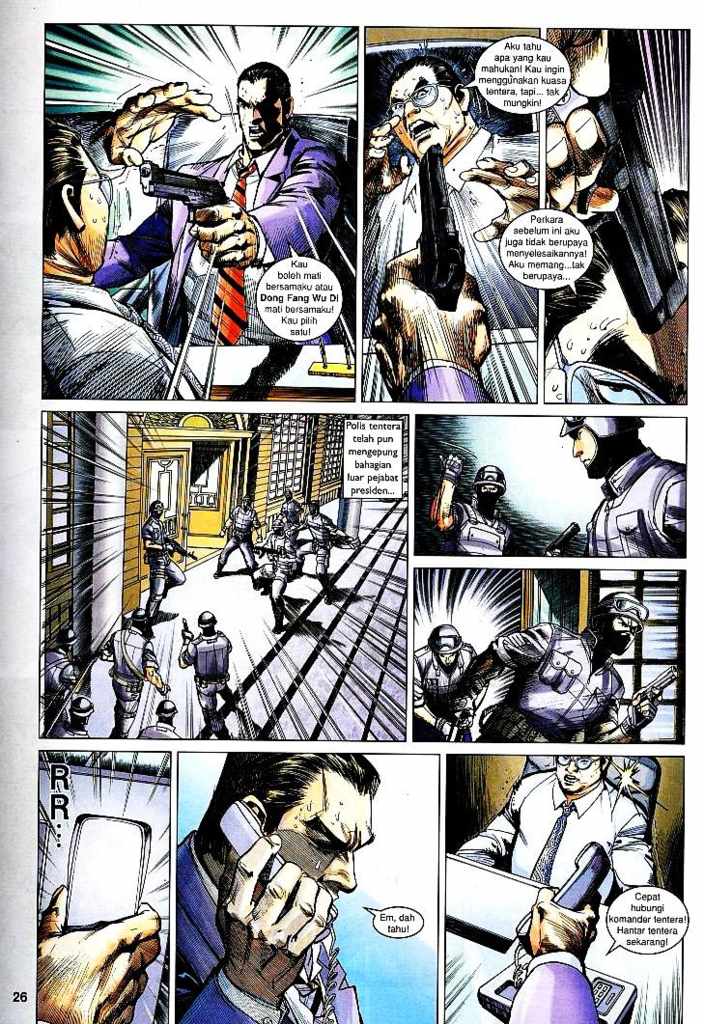 Kau
boleh mati
bersamaku atau
Dong Fang Wu Di
mati bersamaku!
Kau pilih
satu!
Aku tahu
apa yang kau
mahukan! Kau ingin
menggunakan kuasa
tentera, tapi... tak
mungkin!
Perkara
sebelum ini aku
juga tidak berupaya
menyelesaikannya!
Aku memang...tak
berupaya...
Polis tentera
telah pun
mengepung
bahagian
luar pejabat
presiden...
R
R
...
Em, dah
tahu!
Cepat
hubungi
komander tentera!
Hantar tentera
sekarang!
26